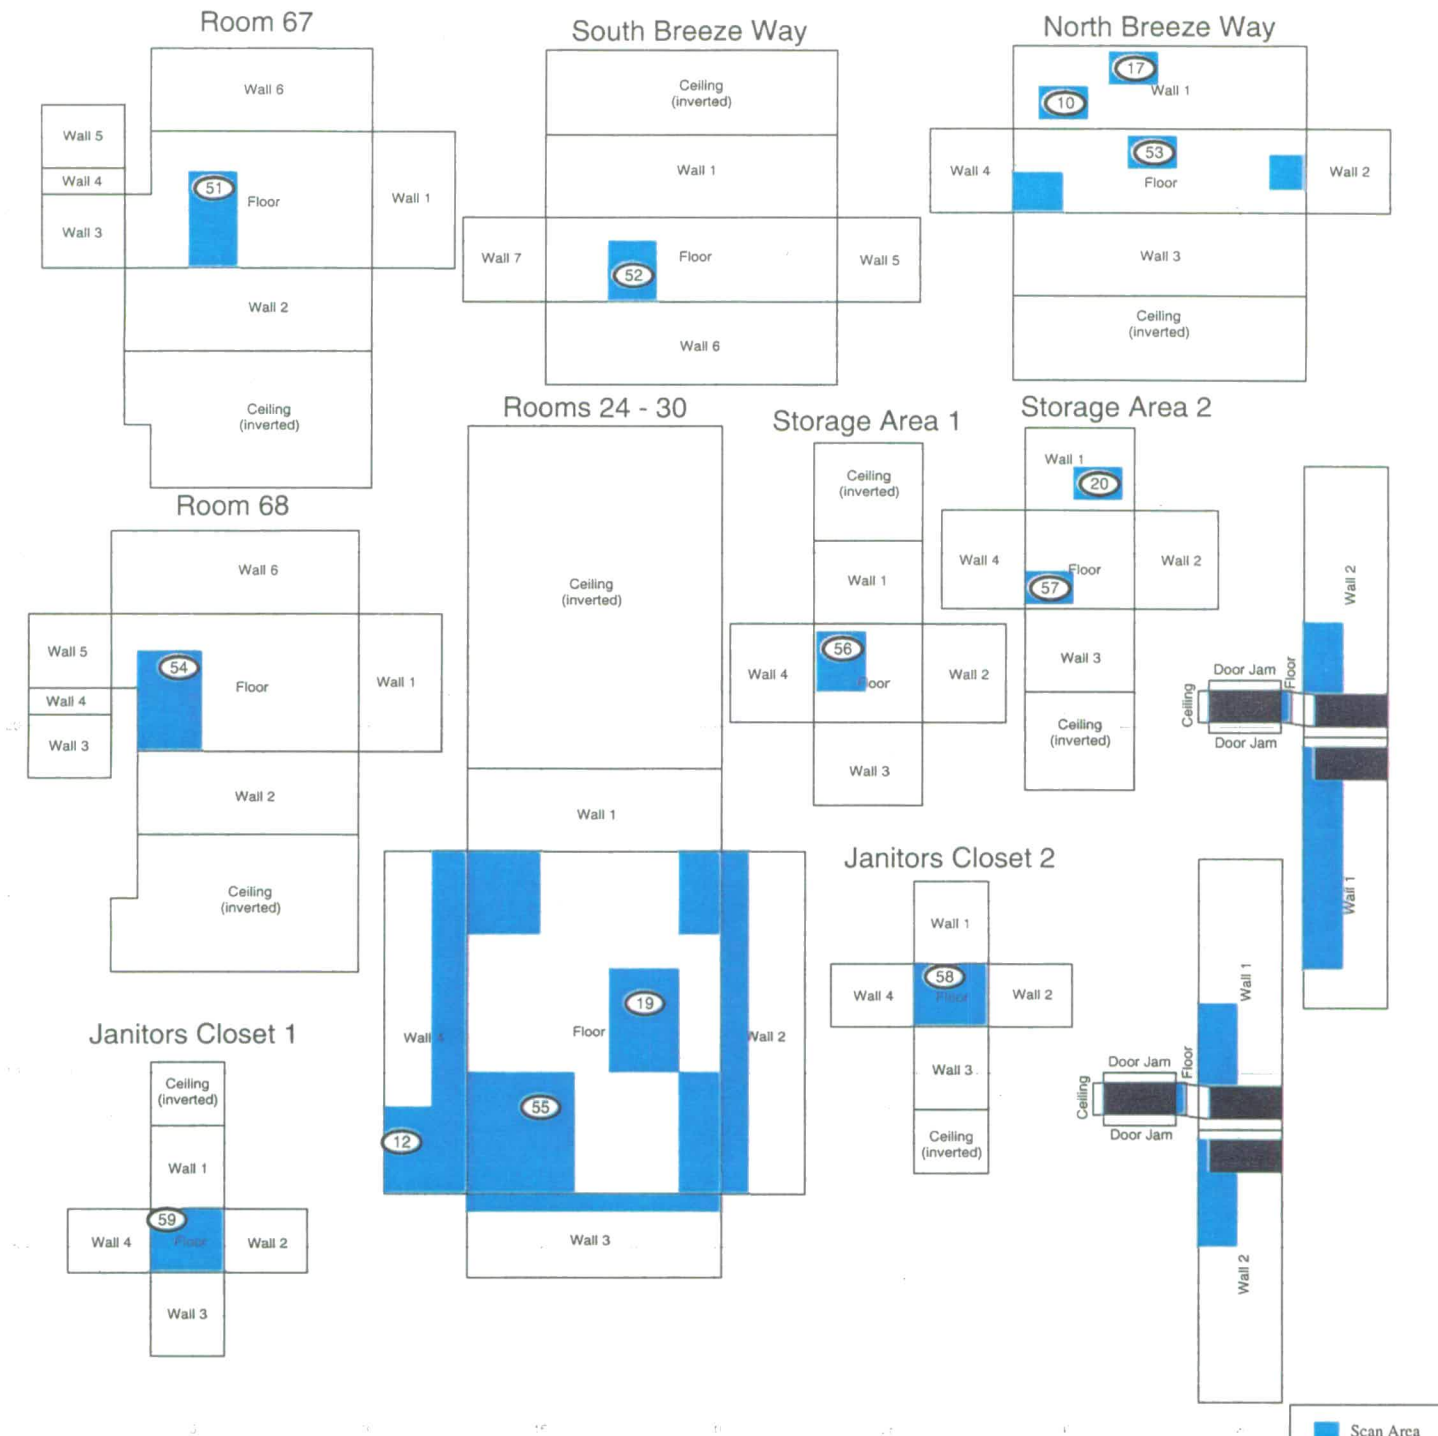 Room 67
Wall 6
Wall 5
Wall 4
Wall 3
51
Floor
Wall 1
Wall 2
Ceiling
(inverted)
South Breeze Way
Ceiling
(inverted)
Wall 1
Wall 7
52
Floor
Wall 5
Wall 6
North Breeze Way
17
Wall 1
10
53
Wall 4
Floor
Wall 2
Wall 3
Ceiling
(inverted)
Room 68
Wall 6
Wall 5
Wall 4
Wall 3
54
Floor
Wall 1
Wall 2
Ceiling
(inverted)
Rooms 24 - 30
Ceiling
(inverted)
Wall 1
19
Wall 4
Floor
Wall 2
55
12
Wall 3
Storage Area 1
Ceiling
(inverted)
Wall 1
56
Wall 4
Floor
Wall 2
Wall 3
Storage Area 2
Wall 1
20
Wall 4
Floor
Wall 2
57
Wall 3
Ceiling
(inverted)
Wall 2
Door Jam
Floor
Ceiling
Door Jam
Wall 1
Janitors Closet 1
Ceiling
(inverted)
Wall 1
59
Wall 4
Floor
Wall 2
Wall 3
Janitors Closet 2
Wall 1
58
Wall 4
Floor
Wall 2
Wall 3
Ceiling
(inverted)
Wall 1
Door Jam
Floor
Ceiling
Door Jam
Wall 2
Scan Area